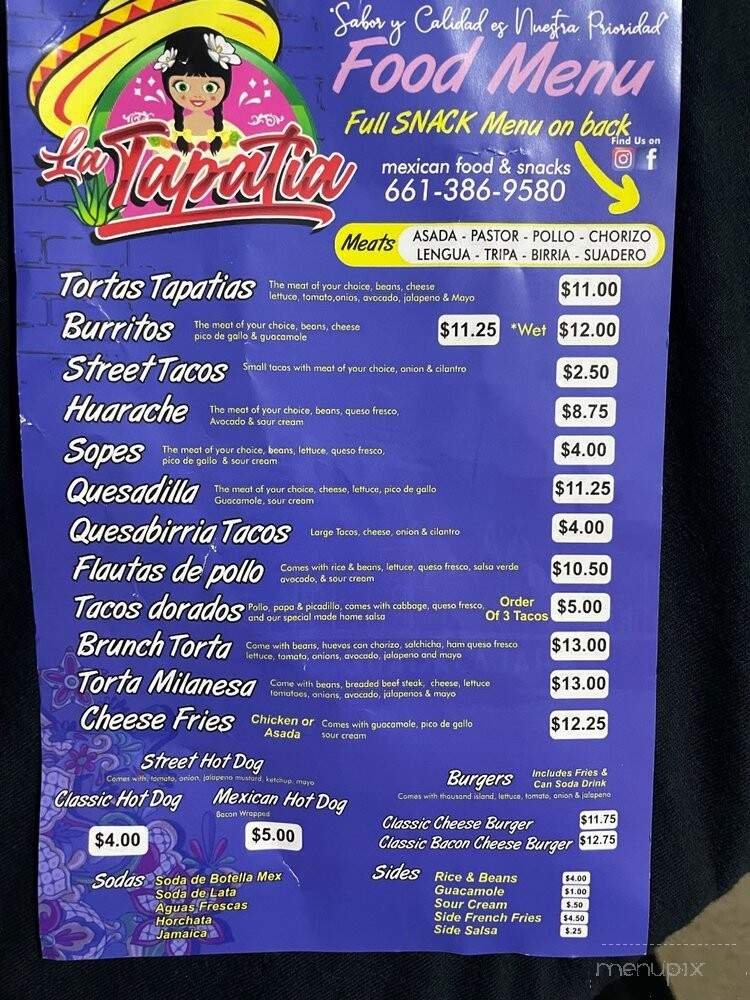 "Sabor y Calidad es Nuestra Prioridad"
Food Menu
Full SNACK Menu on back
Find Us on
La Tapatia
mexican food & snacks
661-386-9580
Meats ASADA - PASTOR - POLLO - CHORIZO
LENGUA - TRIPA - BIRRIA - SUADERO
Tortas Tapatias The meat of your choice, beans, cheese $11.00
lettuce, tomato,onios, avocado, jalapeno & Mayo
Burritos The meat of your choice, beans, cheese $11.25 *Wet $12.00
pico de gallo & guacamole
Street Tacos Small tacos with meat of your choice, onion & cilantro $2.50
Huarache The meat of your choice, beans, queso fresco, $8.75
Avocado & sour cream
Sopes The meat of your choice, beans, lettuce, queso fresco, $4.00
pico de gallo & sour cream
Quesadilla The meat of your choice, cheese, lettuce, pico de gallo $11.25
Guacamole, sour cream
Quesabirria Tacos Large Tacos, cheese, onion & cilantro $4.00
Flautas de pollo Comes with rice & beans, lettuce, queso fresco, salsa verde $10.50
avocado, & sour cream
Tacos dorados Pollo, papa & picadillo, comes with cabbage, queso fresco, Order $5.00
and our special made home salsa Of 3 Tacos
Brunch Torta Come with beans, huevos con chorizo, salchicha, ham queso fresco $13.00
lettuce, tomato, onions, avocado, jalapeno and mayo
Torta Milanesa Come with beans, breaded beef steak, cheese, lettuce $13.00
tomatoes, onions, avocado, jalapenos & mayo
Cheese Fries Chicken or Comes with guacamole, pico de gallo $12.25
Asada sour cream
Street Hot Dog
Comes with, tomato, onion, jalapeno mustard, ketchup, mayo
Classic Hot Dog Mexican Hot Dog
Bacon Wrapped
$4.00 $5.00
Burgers Includes Fries &
Can Soda Drink
Comes with thousand island, lettuce, tomato, onion & jalapeno
Classic Cheese Burger $11.75
Classic Bacon Cheese Burger $12.75
Sodas Soda de Botella Mex
Soda de Lata
Aguas Frescas
Horchata
Jamaica
Sides Rice & Beans $4.00
Guacamole $1.00
Sour Cream $.50
Side French Fries $4.50
Side Salsa $.25
menupix